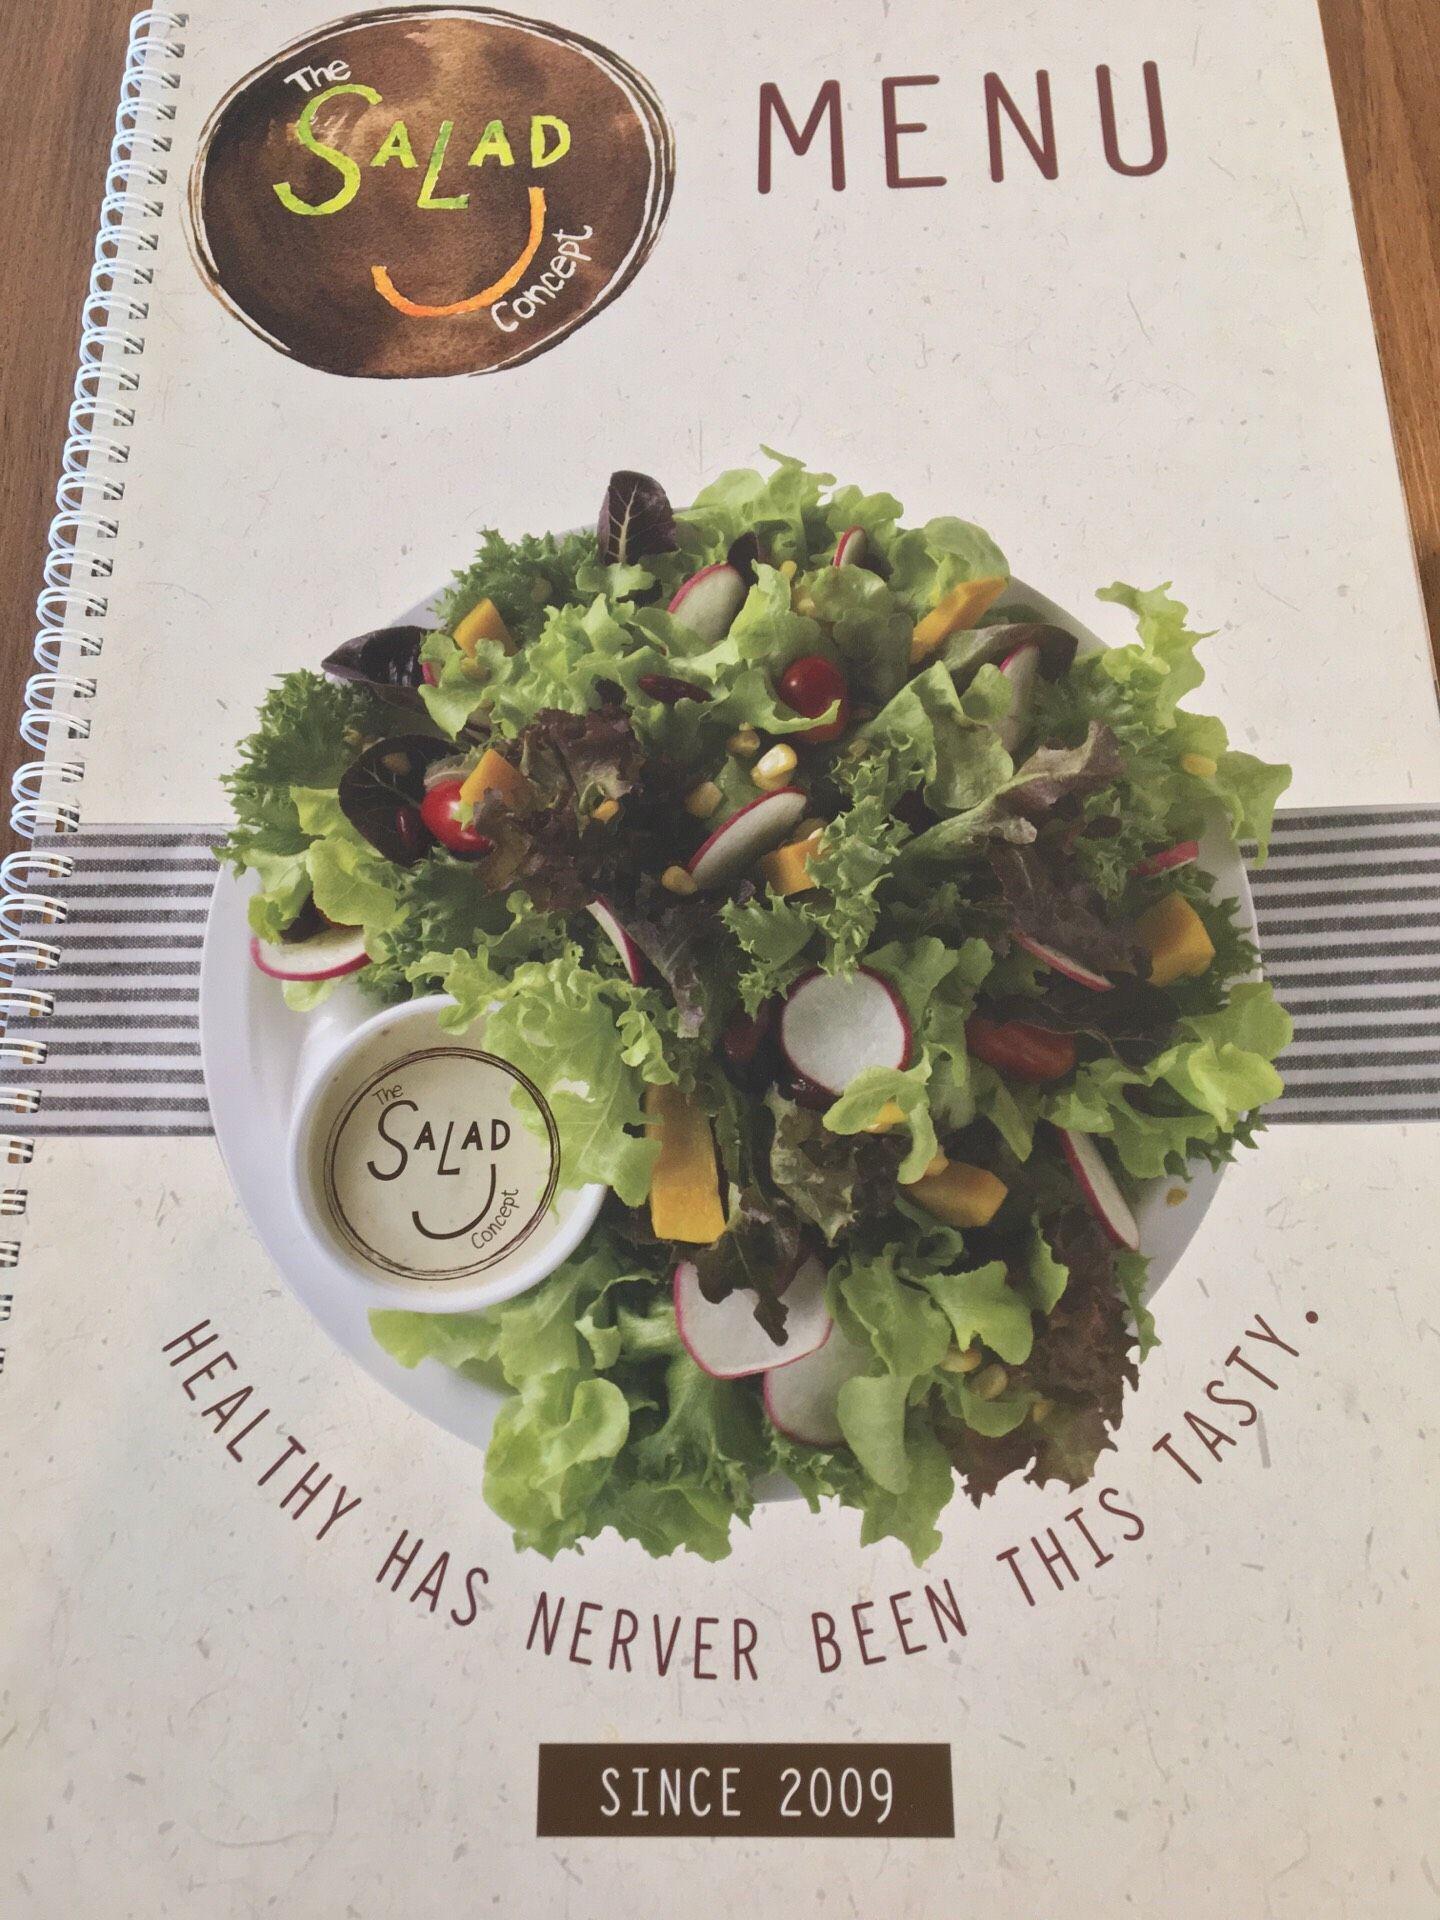 The
SALAD
Concept
MENU
The
SALAD
Concept
HEALTHY HAS NERVER BEEN THIS TASTY.
SINCE 2009